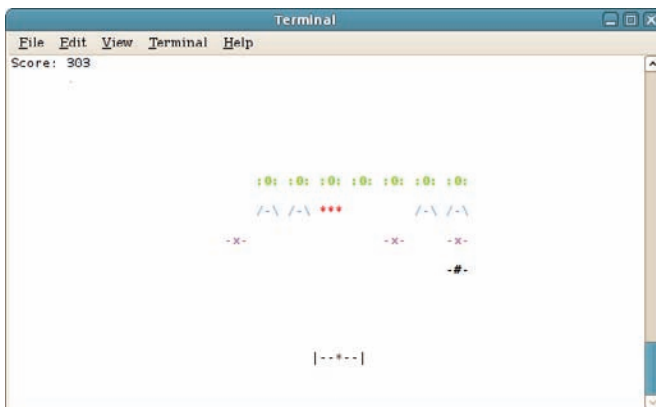 Terminal
File Edit View Terminal Help
Score: 303
:0: :0: :0: :0: :0: :0: :0:
/-\ /-\ *** /-\ /-\
-x- -x- -x-
-#-
|--*--|